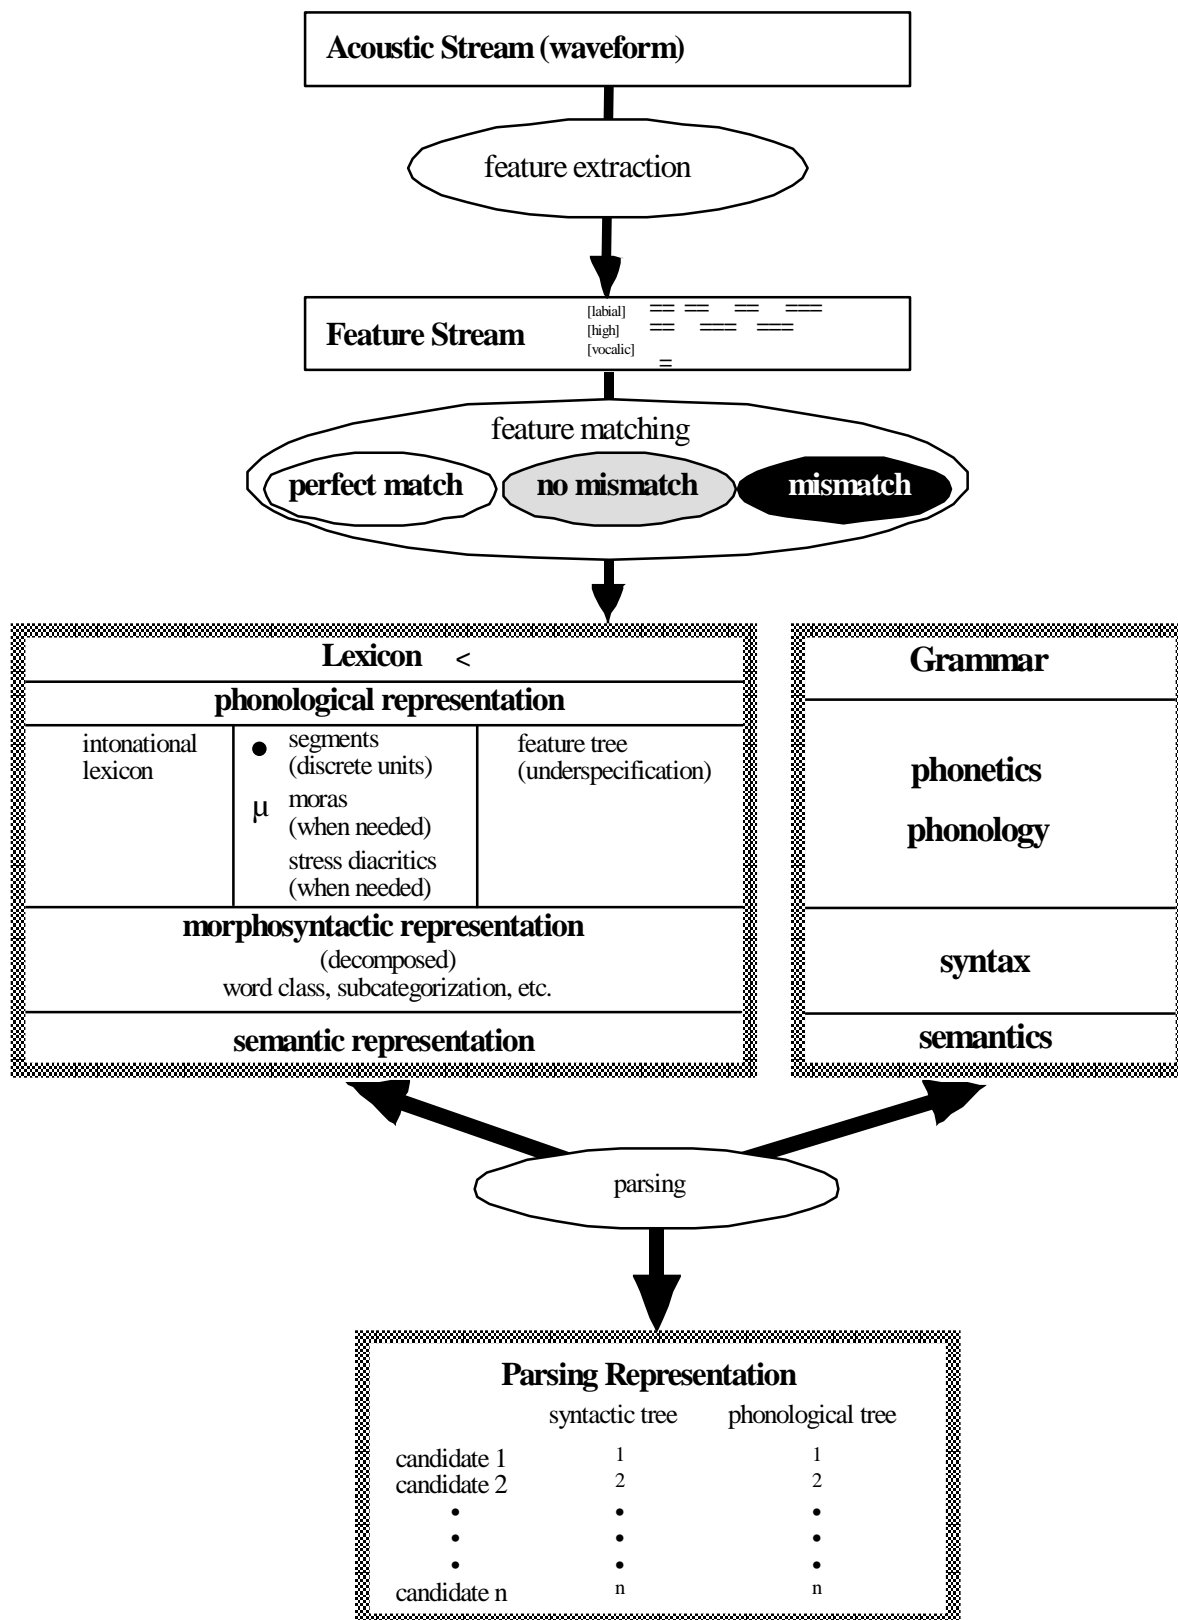 Acoustic Stream (waveform)
feature extraction
Feature Stream
[labial] == == == ===
[high] == === ===
[vocalic]
=
feature matching
perfect match
no mismatch
mismatch
Lexicon <
phonological representation
intonational
lexicon
● segments
(discrete units)
μ moras
(when needed)
stress diacritics
(when needed)
feature tree
(underspecification)
morphosyntactic representation
(decomposed)
word class, subcategorization, etc.
semantic representation
Grammar
phonetics
phonology
syntax
semantics
parsing
Parsing Representation
syntactic tree phonological tree
candidate 1 1 1
candidate 2 2 2
• • •
• • •
• • •
candidate n n n